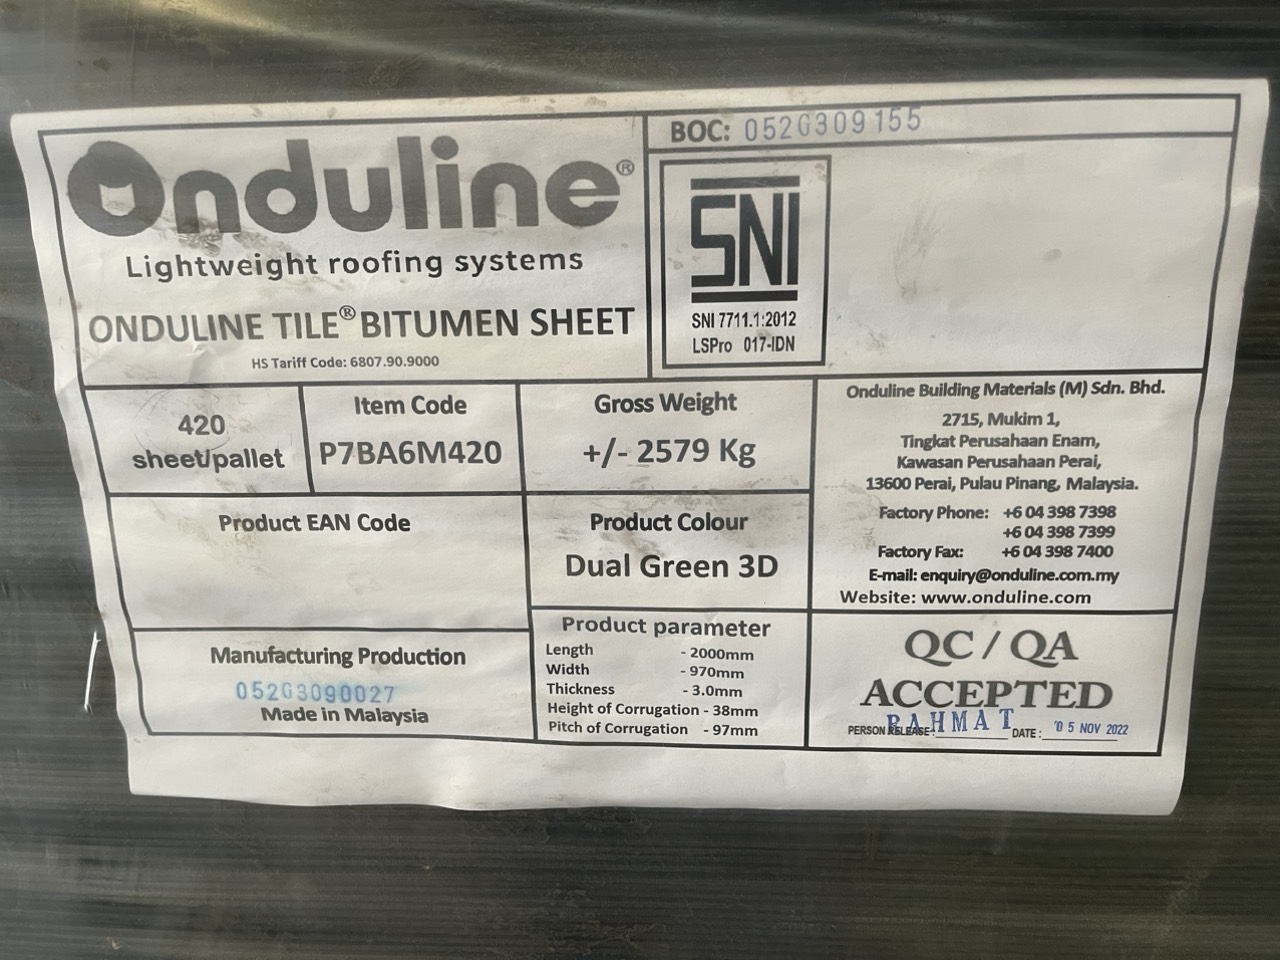 Onduline®
Lightweight roofing systems
ONDULINE TILE® BITUMEN SHEET
HS Tariff Code: 6807.90.9000
BOC: 052G309155
SNI
SNI 7711.1:2012
LSPro 017-IDN
420
sheet/pallet
Item Code
P7BA6M420
Gross Weight
+/- 2579 Kg
Onduline Building Materials (M) Sdn. Bhd.
2715, Mukim 1,
Tingkat Perusahaan Enam,
Kawasan Perusahaan Perai,
13600 Perai, Pulau Pinang, Malaysia.
Factory Phone: +6 04 398 7398
+6 04 398 7399
Factory Fax: +6 04 398 7400
E-mail: enquiry@onduline.com.my
Website: www.onduline.com
Product EAN Code
Product Colour
Dual Green 3D
Manufacturing Production
052G3090027
Made in Malaysia
Product parameter
Length - 2000mm
Width - 970mm
Thickness - 3.0mm
Height of Corrugation - 38mm
Pitch of Corrugation - 97mm
QC / QA
ACCEPTED
PERSON RELEASE: RAHMAT DATE: 05 NOV 2022